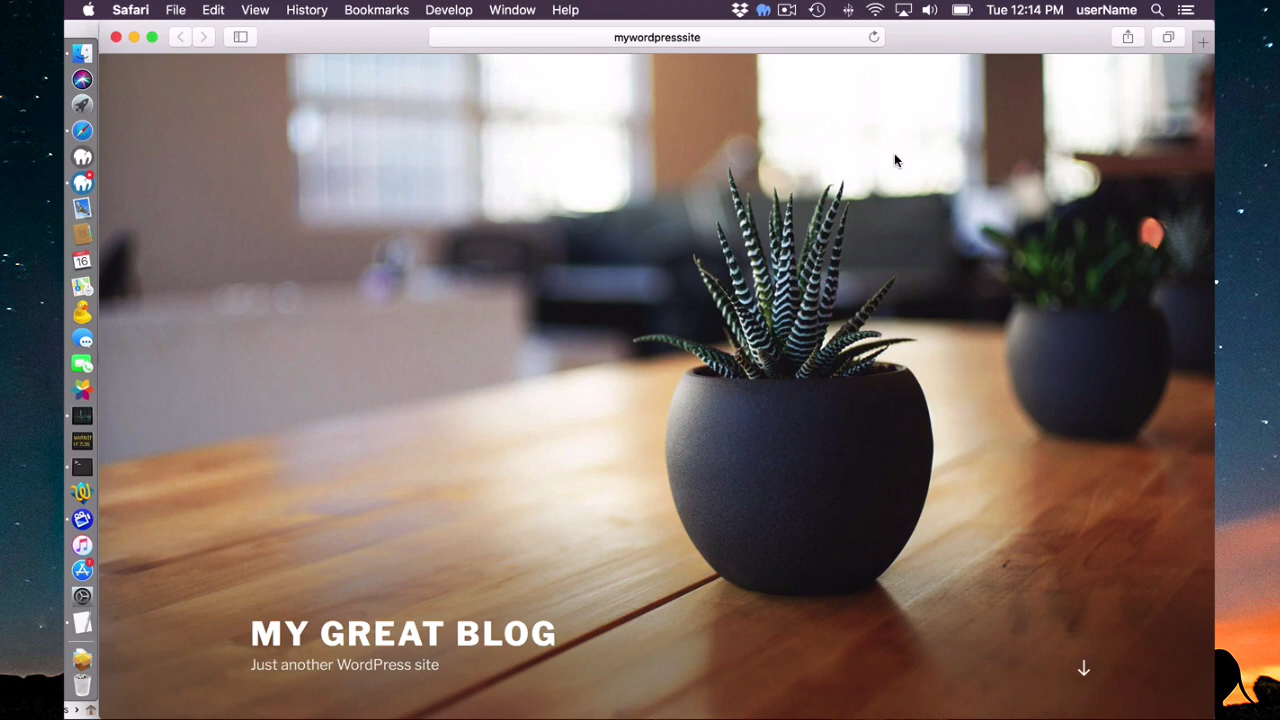 Safari File Edit View History Bookmarks Develop Window Help Tue 12:14 PM userName
mywordpresssite
16
MY GREAT BLOG
Just another WordPress site